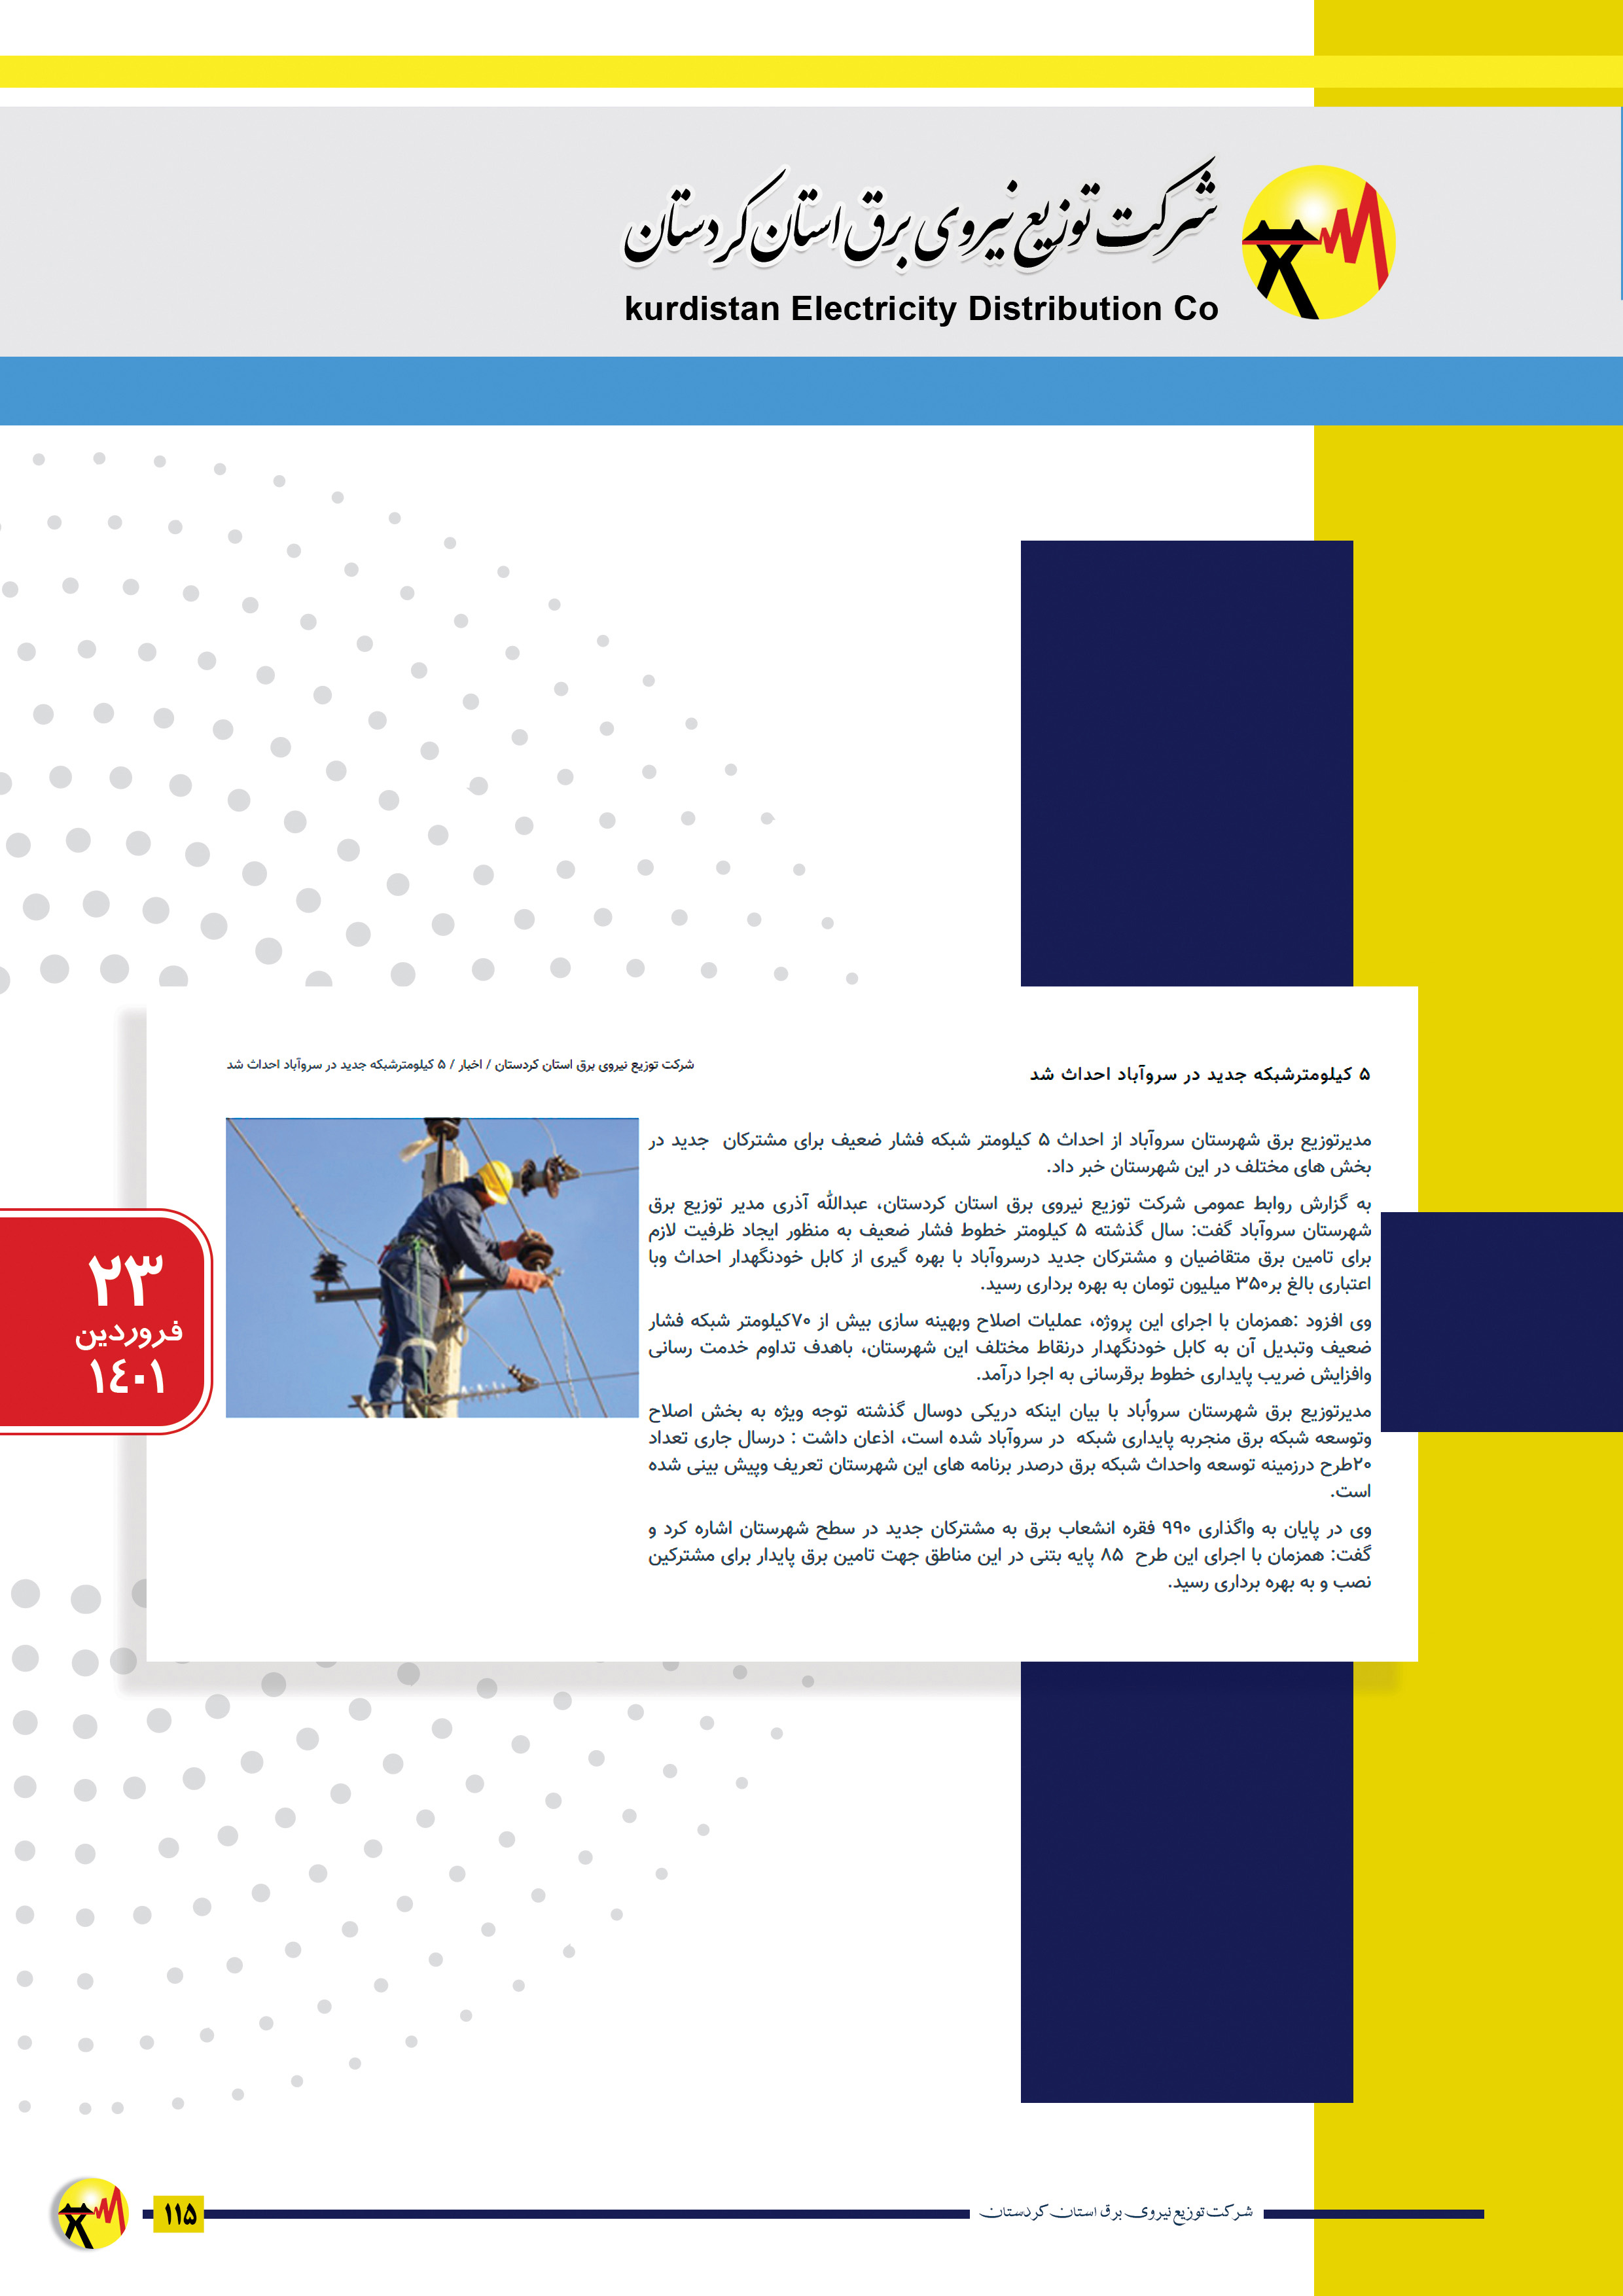 شرکت توزیع نیروی برق استان کردستان
kurdistan Electricity Distribution Co
۵ کیلومترشبکه جدید در سروآباد احداث شد
شرکت توزیع نیروی برق استان کردستان / اخبار / ۵ کیلومترشبکه جدید در سروآباد احداث شد
مدیرتوزیع برق شهرستان سروآباد از احداث ۵ کیلومتر شبکه فشار ضعیف برای مشترکان جدید در
بخش های مختلف در این شهرستان خبر داد.
به گزارش روابط عمومی شرکت توزیع نیروی برق استان کردستان، عبدالله آذری مدیر توزیع برق
شهرستان سروآباد گفت: سال گذشته ۵ کیلومتر خطوط فشار ضعیف به منظور ایجاد ظرفیت لازم
برای تامین برق متقاضیان و مشترکان جدید درسروآباد با بهره گیری از کابل خودنگهدار احداث وبا
اعتباری بالغ بر۳۵۰ میلیون تومان به بهره برداری رسید.
وی افزود :همزمان با اجرای این پروژه، عملیات اصلاح وبهینه سازی بیش از ۷۰کیلومتر شبکه فشار
ضعیف وتبدیل آن به کابل خودنگهدار درنقاط مختلف این شهرستان، باهدف تداوم خدمت رسانی
وافزایش ضریب پایداری خطوط برقرسانی به اجرا درآمد.
مدیرتوزیع برق شهرستان سروآباد با بیان اینکه دریکی دوسال گذشته توجه ویژه به بخش اصلاح
وتوسعه شبکه برق منجربه پایداری شبکه در سروآباد شده است، اذعان داشت : درسال جاری تعداد
۲۰طرح درزمینه توسعه واحداث شبکه برق درصدر برنامه های این شهرستان تعریف وپیش بینی شده
است.
وی در پایان به واگذاری ۹۹۰ فقره انشعاب برق به مشترکان جدید در سطح شهرستان اشاره کرد و
گفت: همزمان با اجرای این طرح ۸۵ پایه بتنی در این مناطق جهت تامین برق پایدار برای مشترکین
نصب و به بهره برداری رسید.
۲۳
فروردین
۱٤۰۱
شرکت توزیع نیروی برق استان کردستان
۱۱۵